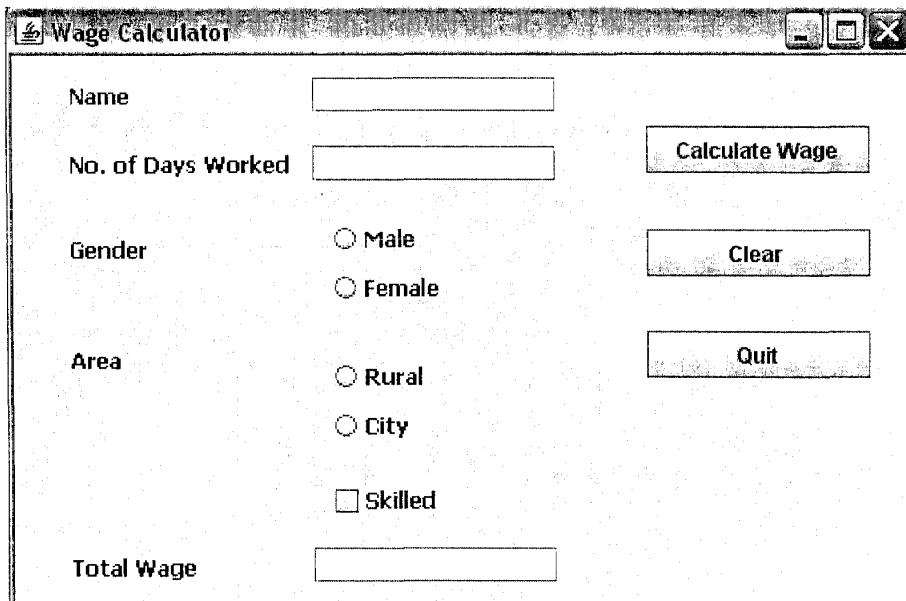 Wage Calculator
Name
No. of Days Worked
Calculate Wage
Gender
Male
Female
Clear
Area
Rural
City
Quit
Skilled
Total Wage